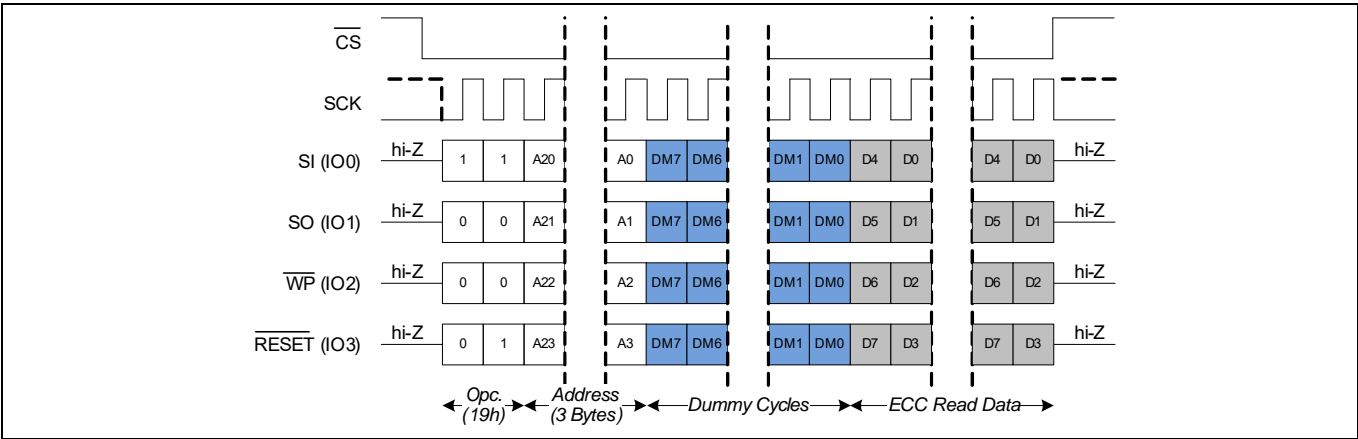 CS
SCK
SI (IO0) hi-Z 1 1 A20 A0 DM7 DM6 DM1 DM0 D4 D0 D4 D0 hi-Z
SO (IO1) hi-Z 0 0 A21 A1 DM7 DM6 DM1 DM0 D5 D1 D5 D1 hi-Z
WP (IO2) hi-Z 0 0 A22 A2 DM7 DM6 DM1 DM0 D6 D2 D6 D2 hi-Z
RESET (IO3) hi-Z 0 1 A23 A3 DM7 DM6 DM1 DM0 D7 D3 D7 D3 hi-Z
Opc. Address Dummy Cycles ECC Read Data
(19h) (3 Bytes)